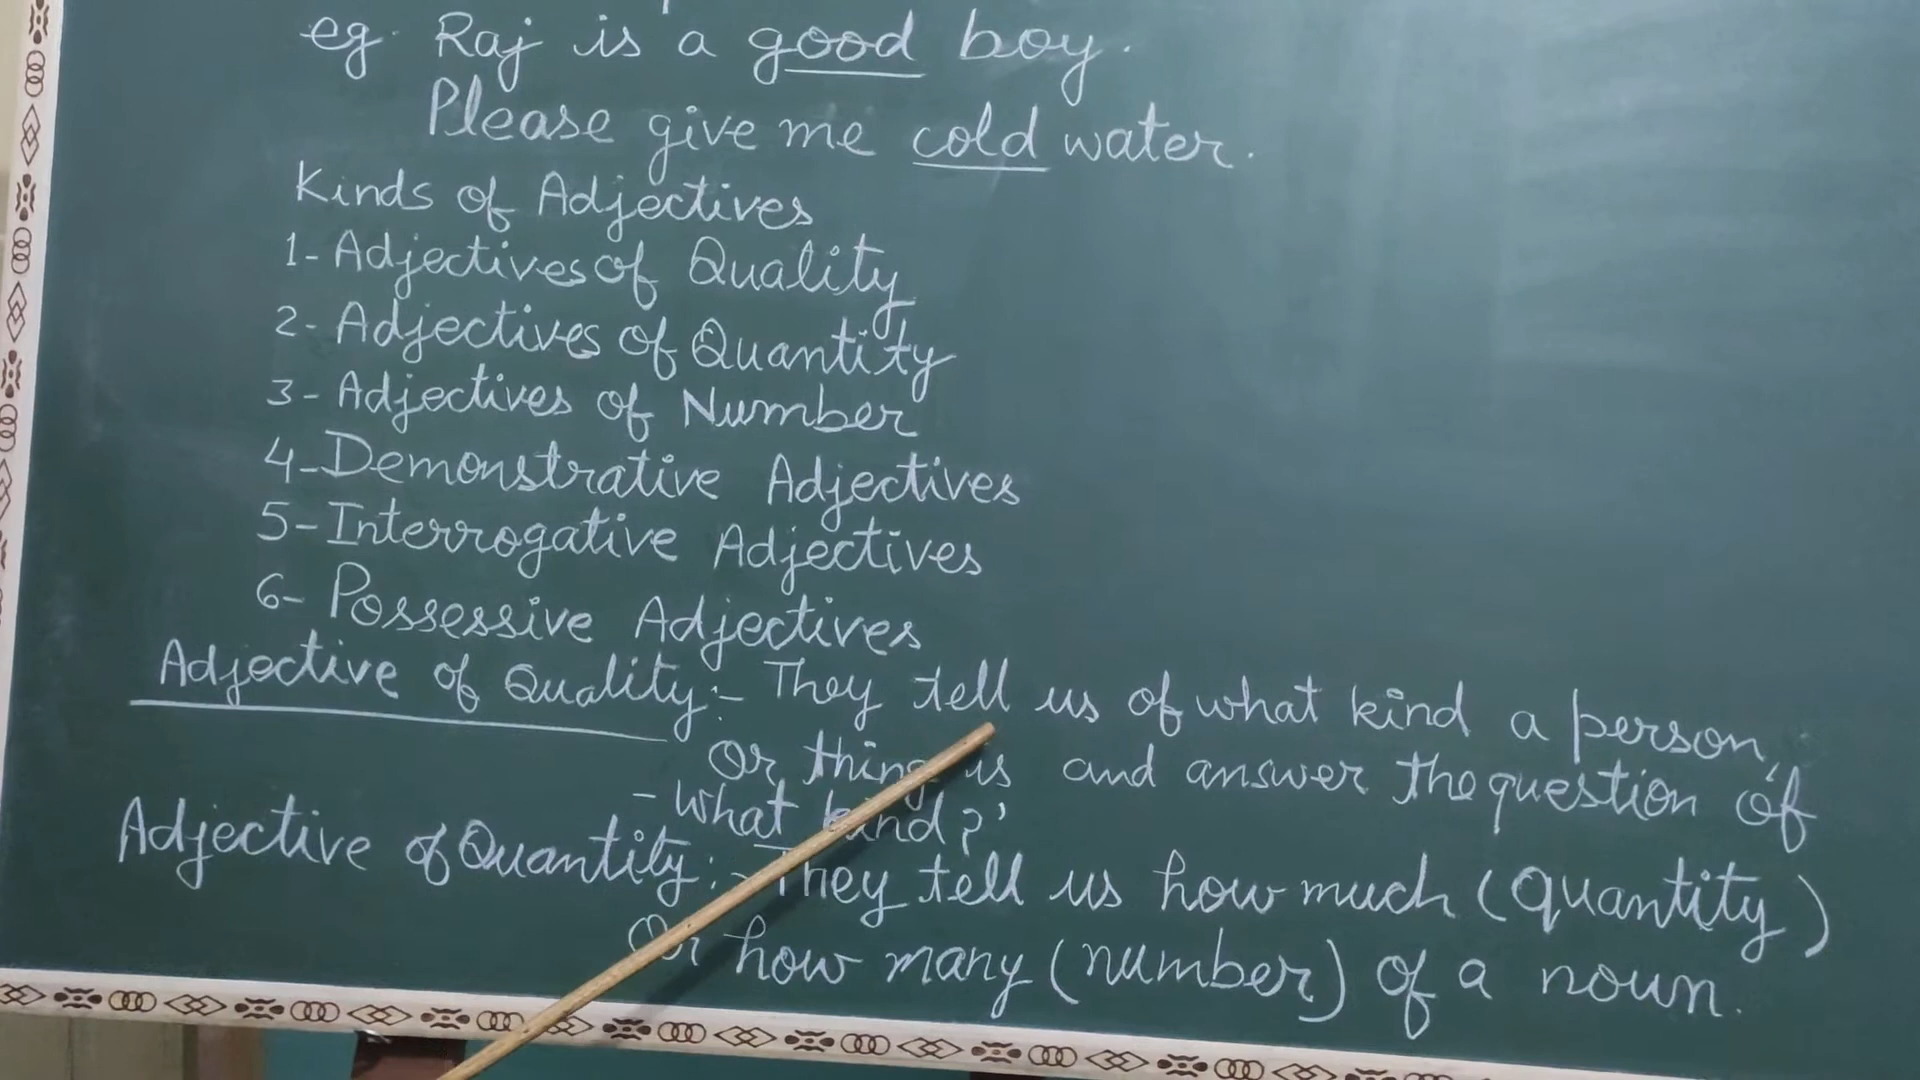 eg. Raj is a good boy.
Please give me cold water.
Kinds of Adjectives
1- Adjectives of Quality
2- Adjectives of Quantity
3- Adjectives of Number
4- Demonstrative Adjectives
5- Interrogative Adjectives
6- Possessive Adjectives
Adjective of Quality:- They tell us of what kind a person,
Or thing is and answer the question of
- What kind?'
Adjective of Quantity:- They tell us how much (quantity)
Or how many (number) of a noun.